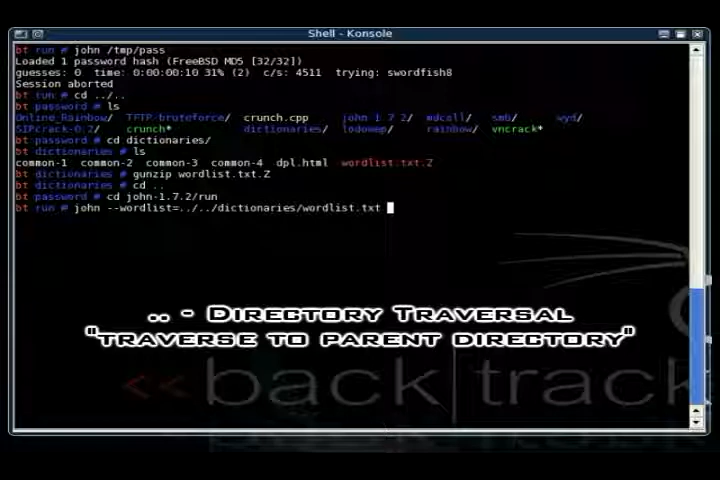 Shell - Konsole
bt run # john /tmp/pass
Loaded 1 password hash (FreeBSD MD5 [32/32])
guesses: 0  time: 0:00:00:10 31% (2)  c/s: 4511  trying: swordfish8
Session aborted
bt run # cd ../..
bt password # ls
Online_Rainbow/  TFTP-bruteforce/  crunch.cpp  john-1.7.2/  mdcoll/  smb/  wyd/
SIPcrack-0.2/  crunch*  dictionaries/  lodowep/  rainbow/  vncrack*
bt password # cd dictionaries/
bt dictionaries # ls
common-1  common-2  common-3  common-4  dpl.html  wordlist.txt.Z
bt dictionaries # gunzip wordlist.txt.Z
bt dictionaries # cd ..
bt password # cd john-1.7.2/run
bt run # john --wordlist=../../dictionaries/wordlist.txt
.. - Directory Traversal
"traverse to parent directory"
<<back|track